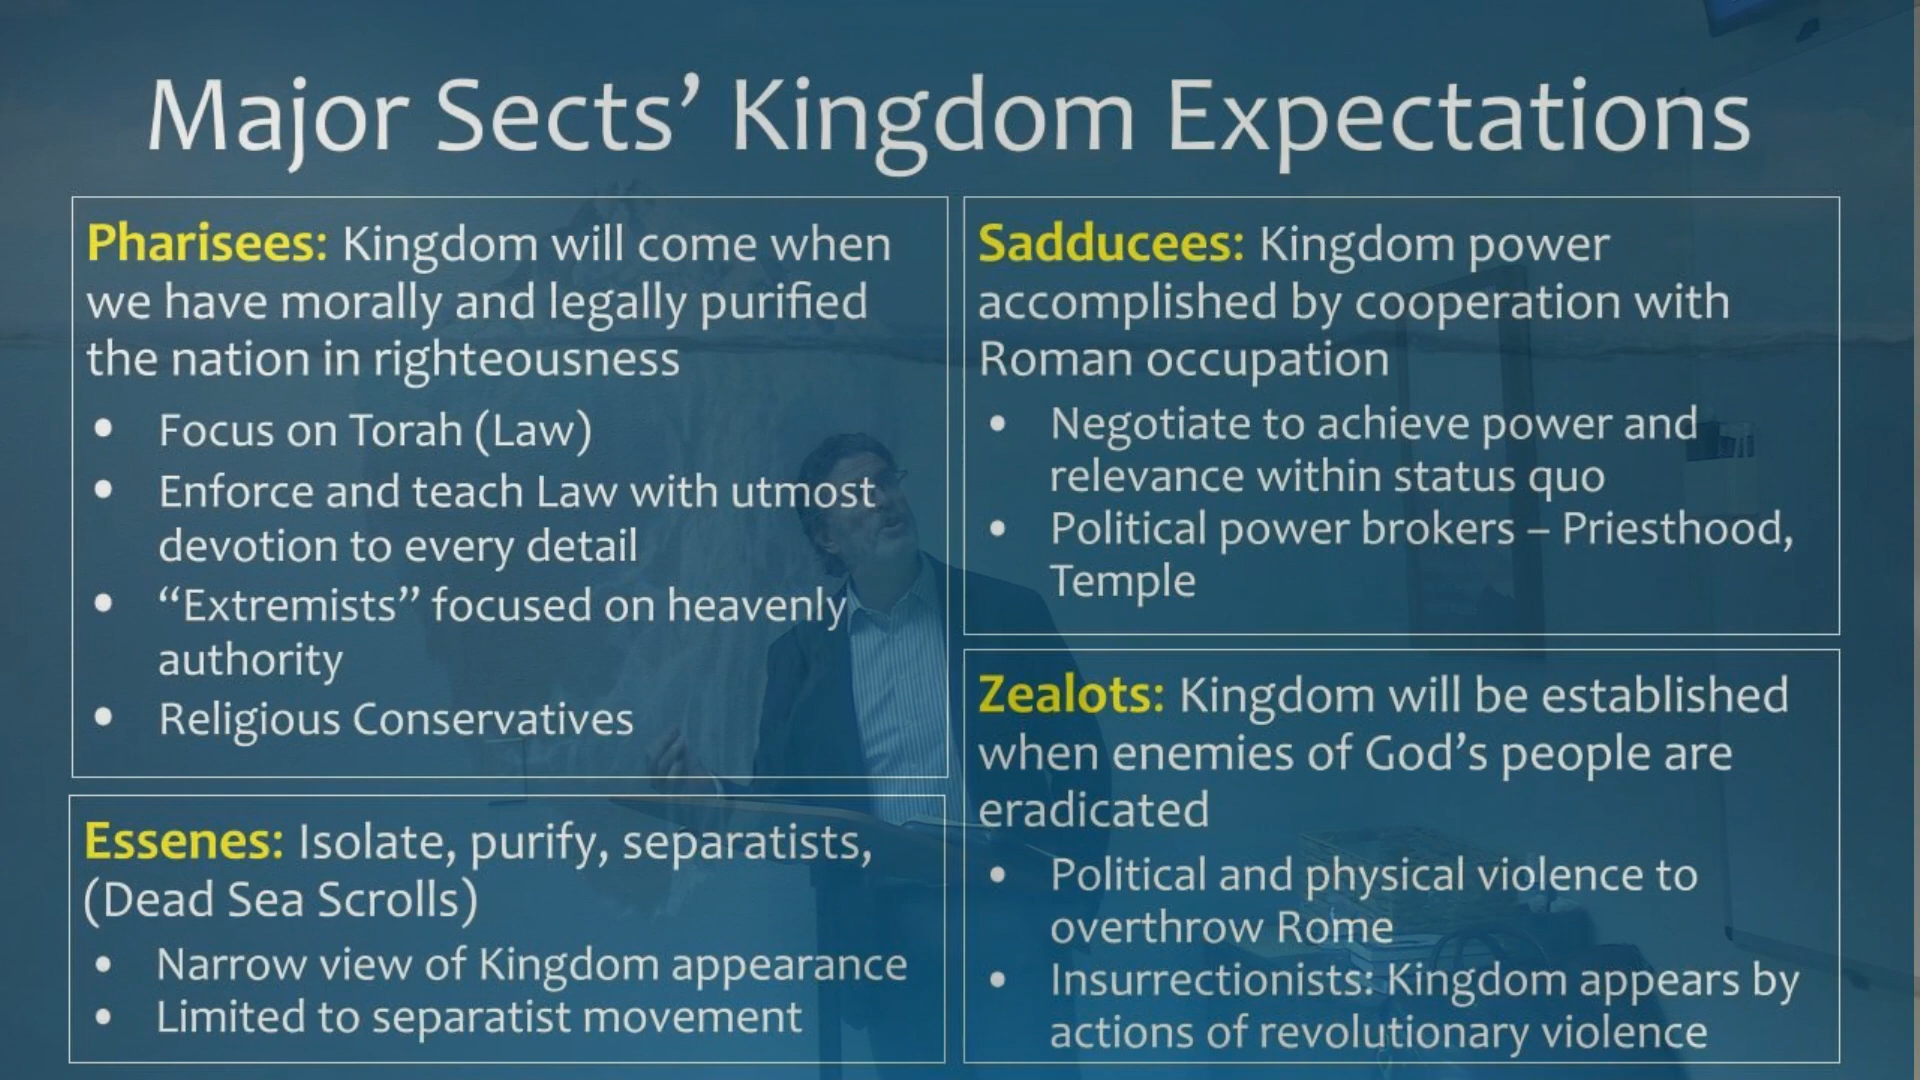 Major Sects’ Kingdom Expectations
Pharisees: Kingdom will come when
we have morally and legally purified
the nation in righteousness
• Focus on Torah (Law)
• Enforce and teach Law with utmost
devotion to every detail
• “Extremists” focused on heavenly
authority
• Religious Conservatives
Essenes: Isolate, purify, separatists,
(Dead Sea Scrolls)
• Narrow view of Kingdom appearance
• Limited to separatist movement
Sadducees: Kingdom power
accomplished by cooperation with
Roman occupation
• Negotiate to achieve power and
relevance within status quo
• Political power brokers – Priesthood,
Temple
Zealots: Kingdom will be established
when enemies of God’s people are
eradicated
• Political and physical violence to
overthrow Rome
• Insurrectionists: Kingdom appears by
actions of revolutionary violence